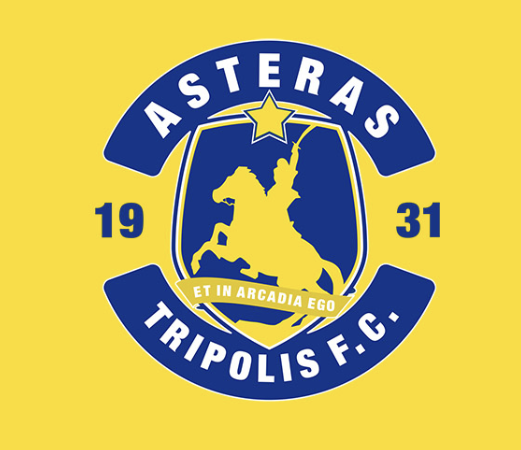 ASTERAS
19 31
ET IN ARCADIA EGO
TRIPOLIS F.C.